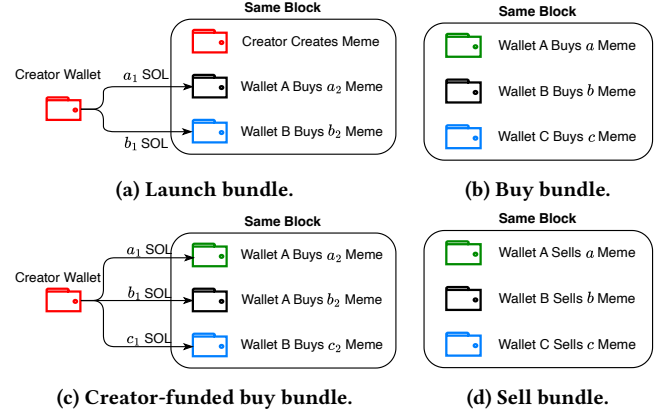 Same Block
Creator Creates Meme
Creator Wallet
a₁ SOL
Wallet A Buys a₂ Meme
b₁ SOL
Wallet B Buys b₂ Meme
(a) Launch bundle.
Same Block
Wallet A Buys a Meme
Wallet B Buys b Meme
Wallet C Buys c Meme
(b) Buy bundle.
Same Block
a₁ SOL
Wallet A Buys a₂ Meme
Creator Wallet
b₁ SOL
Wallet A Buys b₂ Meme
c₁ SOL
Wallet B Buys c₂ Meme
(c) Creator-funded buy bundle.
Same Block
Wallet A Sells a Meme
Wallet B Sells b Meme
Wallet C Sells c Meme
(d) Sell bundle.